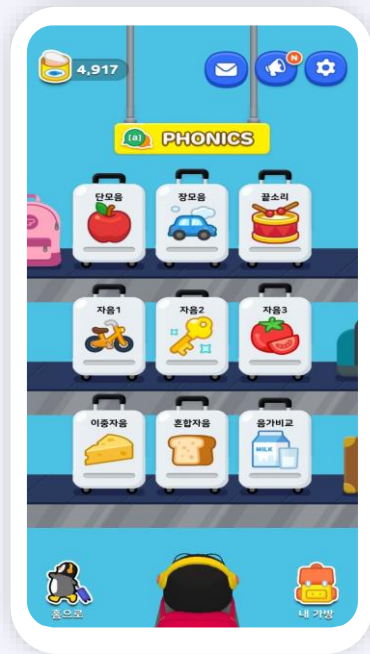 4,917
N
(a) PHONICS
단모음 장모음 끝소리
자음1 자음2 자음3
이중자음 혼합자음 음가비교
MILK
홈으로 내 가방